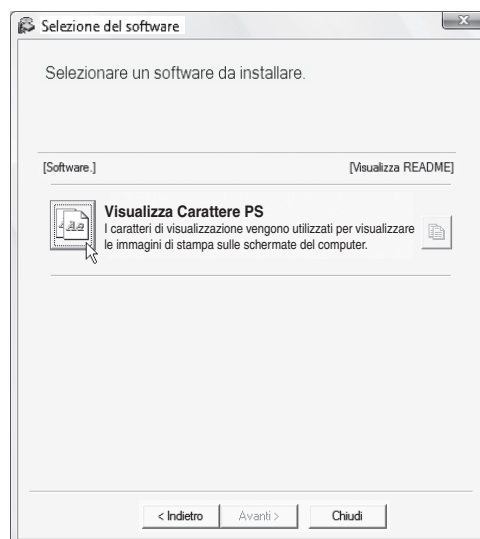 Selezione del software
Selezionare un software da installare.
[Software.] [Visualizza README]
Visualizza Carattere PS
I caratteri di visualizzazione vengono utilizzati per visualizzare
le immagini di stampa sulle schermate del computer.
< Indietro Avanti > Chiudi